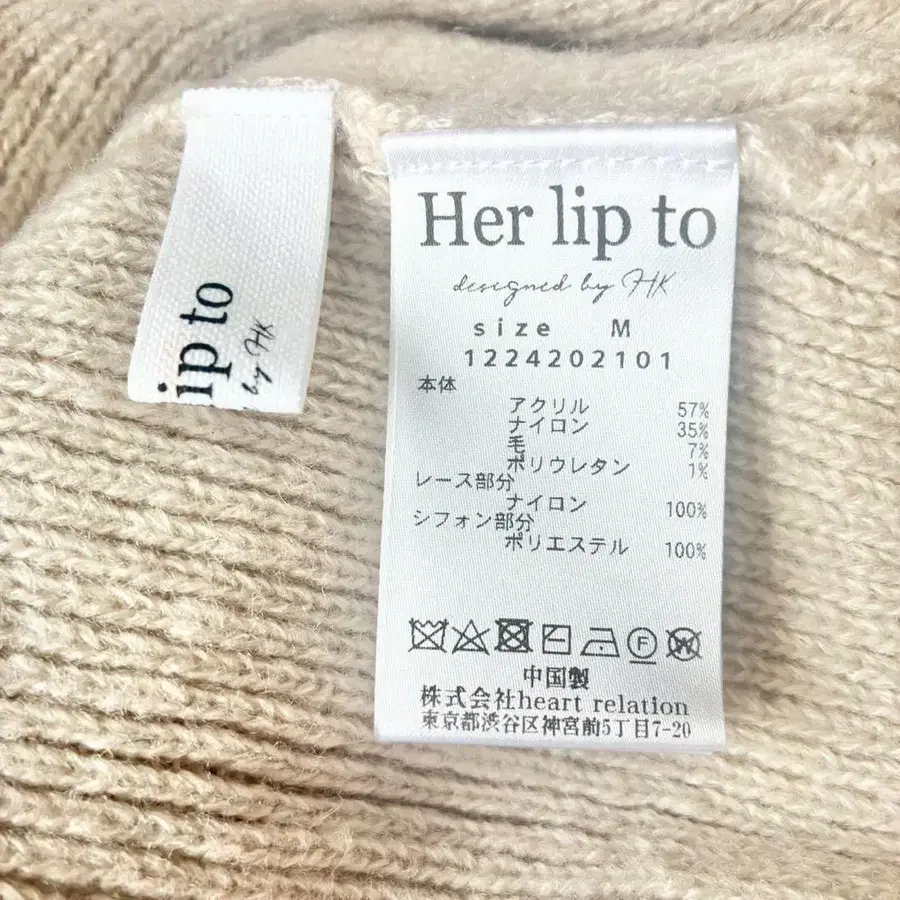 ip to
by HK
Her lip to
designed by HK
size M
1224202101
本体
アクリル 57%
ナイロン 35%
毛 7%
ポリウレタン 1%
レース部分
ナイロン 100%
シフォン部分
ポリエステル 100%
中国製
株式会社heart relation
東京都渋谷区神宮前5丁目7-20